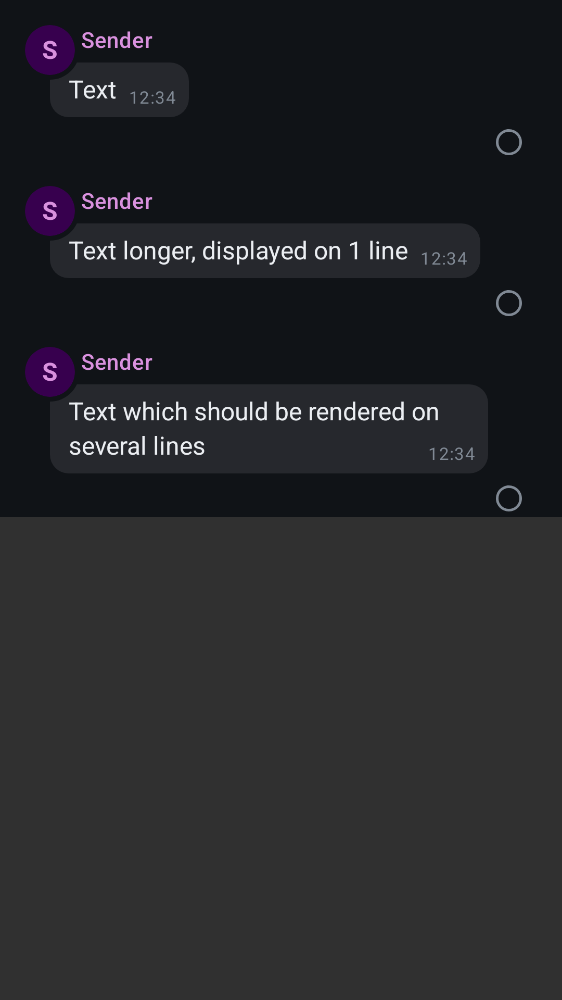 S Sender
Text 12:34
S Sender
Text longer, displayed on 1 line 12:34
S Sender
Text which should be rendered on
several lines 12:34